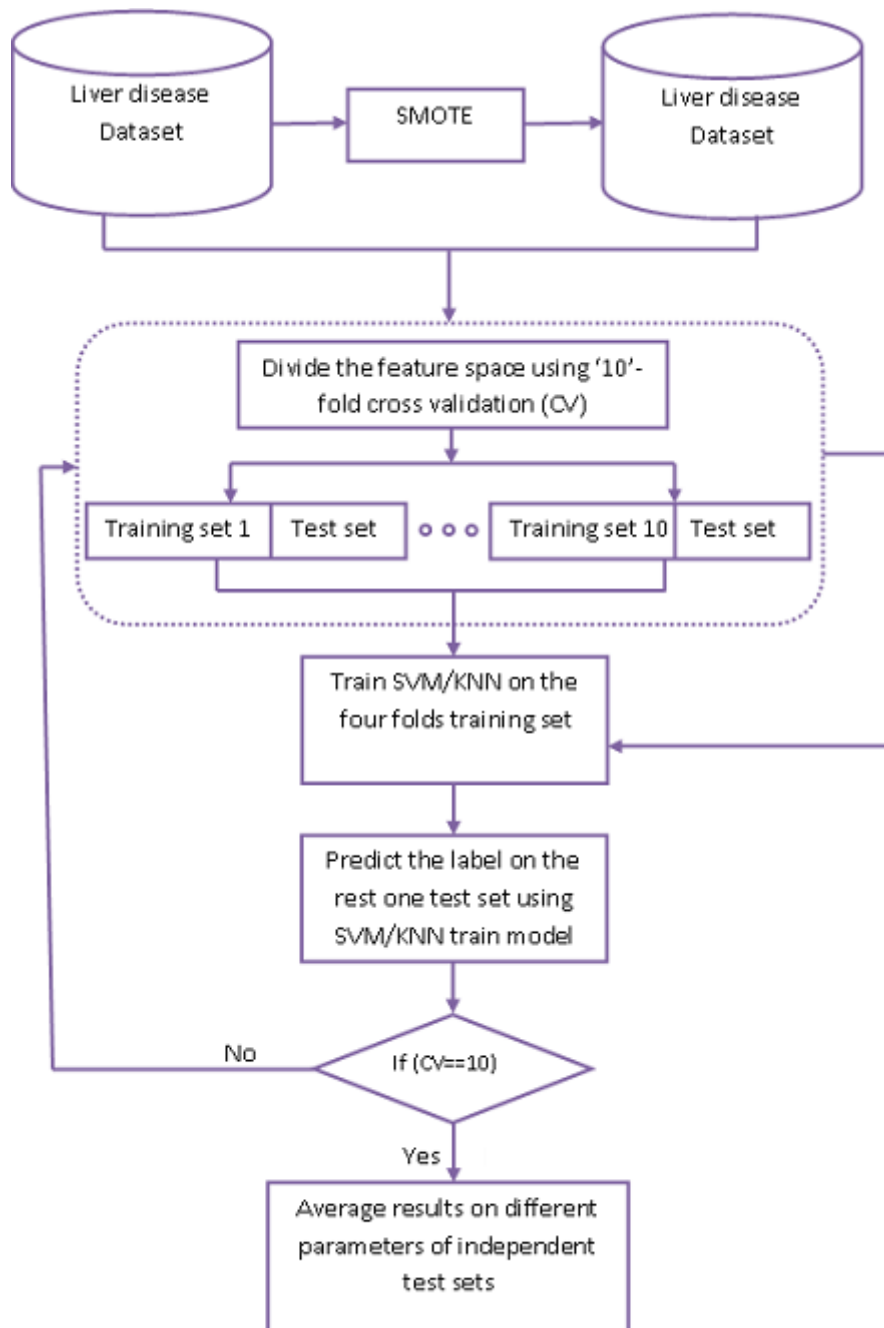 Liver disease
Dataset
SMOTE
Liver disease
Dataset
Divide the feature space using ‘10’-
fold cross validation (CV)
Training set 1
Test set
Training set 10
Test set
Train SVM/KNN on the
four folds training set
Predict the label on the
rest one test set using
SVM/KNN train model
If (CV==10)
No
Yes
Average results on different
parameters of independent
test sets